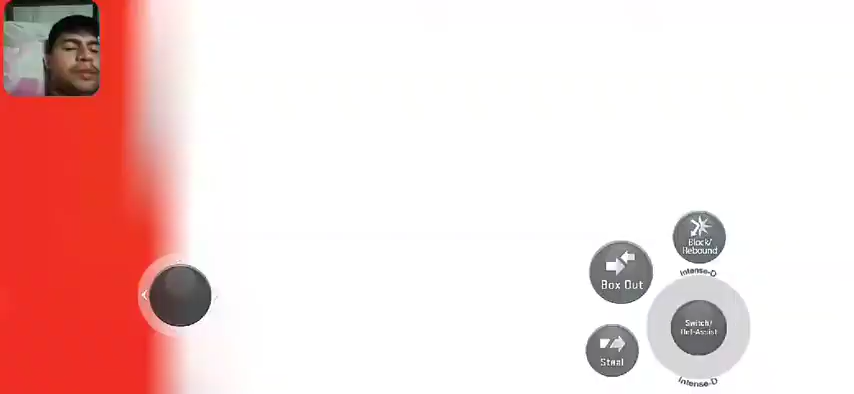 Block/
Rebound
Intense-D
Box Out
Switch/
Def-Assist
Steal
Intense-D